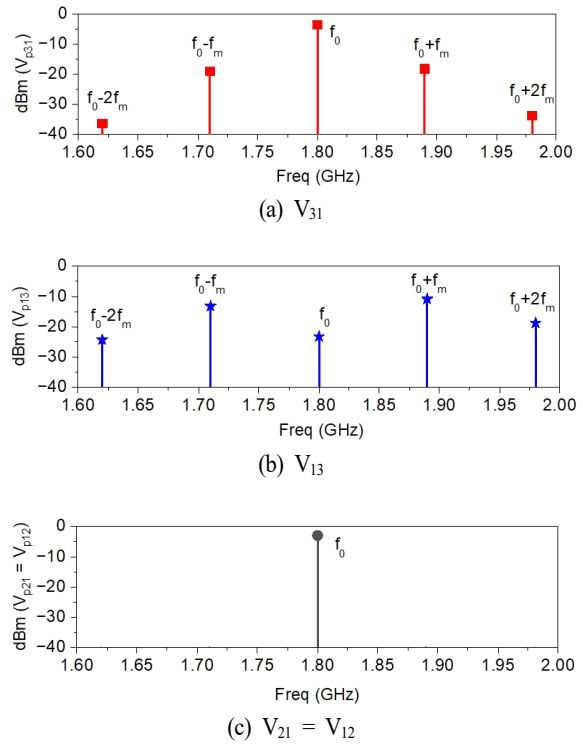 0
-10
-20
-30
-40
dBm (Vp31)
f0-2fm
f0-fm
f0
f0+fm
f0+2fm
1.60 1.65 1.70 1.75 1.80 1.85 1.90 1.95 2.00
Freq (GHz)
(a) V31
0
-10
-20
-30
-40
dBm (Vp13)
f0-2fm
f0-fm
f0
f0+fm
f0+2fm
1.60 1.65 1.70 1.75 1.80 1.85 1.90 1.95 2.00
Freq (GHz)
(b) V13
0
-10
-20
-30
-40
dBm (Vp21 = Vp12)
f0
1.60 1.65 1.70 1.75 1.80 1.85 1.90 1.95 2.00
Freq (GHz)
(c) V21 = V12